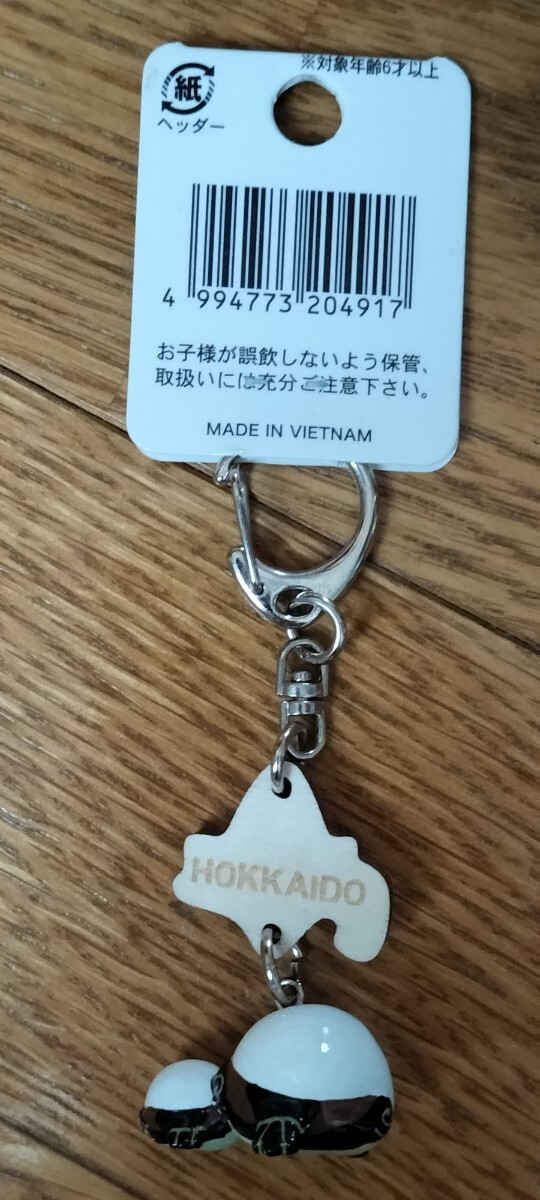 ※対象年齢6才以上
紙
ヘッダー
4 994773 204917
お子様が誤飲しないよう保管、
取扱いには充分ご注意下さい。
MADE IN VIETNAM
HOKKAIDO